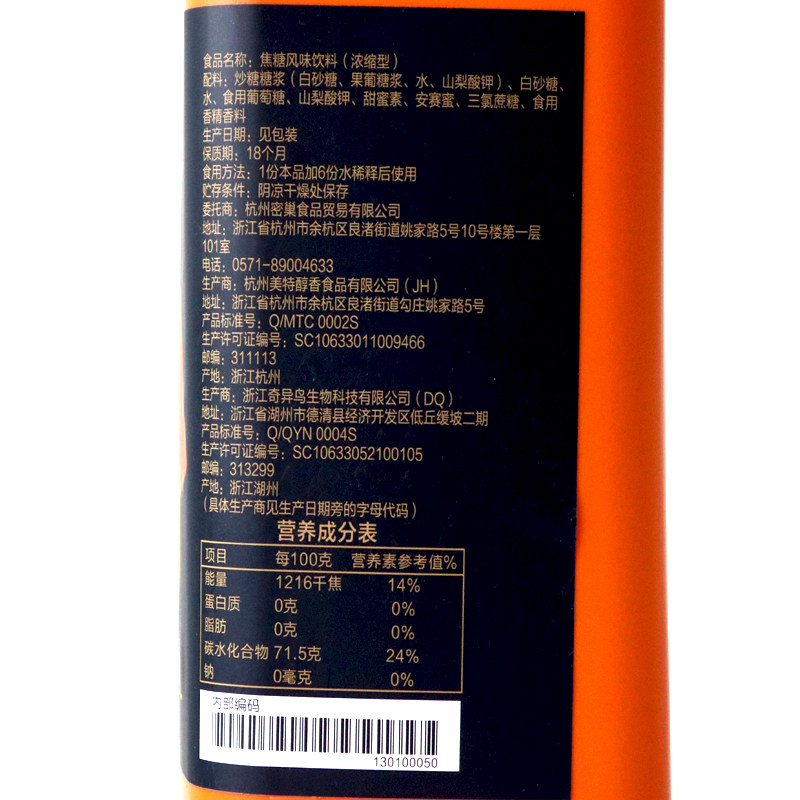 食品名称：焦糖风味饮料（浓缩型）
配料：炒糖糖浆（白砂糖、果葡糖浆、水、山梨酸钾）、白砂糖、
水、食用葡萄糖、山梨酸钾、甜蜜素、安赛蜜、三氯蔗糖、食用
香精香料
生产日期：见包装
保质期：18个月
食用方法：1份本品加6份水稀释后使用
贮存条件：阴凉干燥处保存
委托商：杭州密巢食品贸易有限公司
地址：浙江省杭州市余杭区良渚街道姚家路5号10号楼第一层
101室
电话：0571-89004633
生产商：杭州美特醇香食品有限公司（JH）
地址：浙江省杭州市余杭区良渚街道勾庄姚家路5号
产品标准号：Q/MTC 0002S
生产许可证编号：SC10633011009466
邮编：311113
产地：浙江杭州
生产商：浙江奇异鸟生物科技有限公司（DQ）
地址：浙江省湖州市德清县经济开发区低丘缓坡二期
产品标准号：Q/QYN 0004S
生产许可证编号：SC10633052100105
邮编：313299
产地：浙江湖州
（具体生产商见生产日期旁的字母代码）
营养成分表
项目 每100克 营养素参考值%
能量 1216千焦 14%
蛋白质 0克 0%
脂肪 0克 0%
碳水化合物 71.5克 24%
钠 0毫克 0%
内部编码
130100050